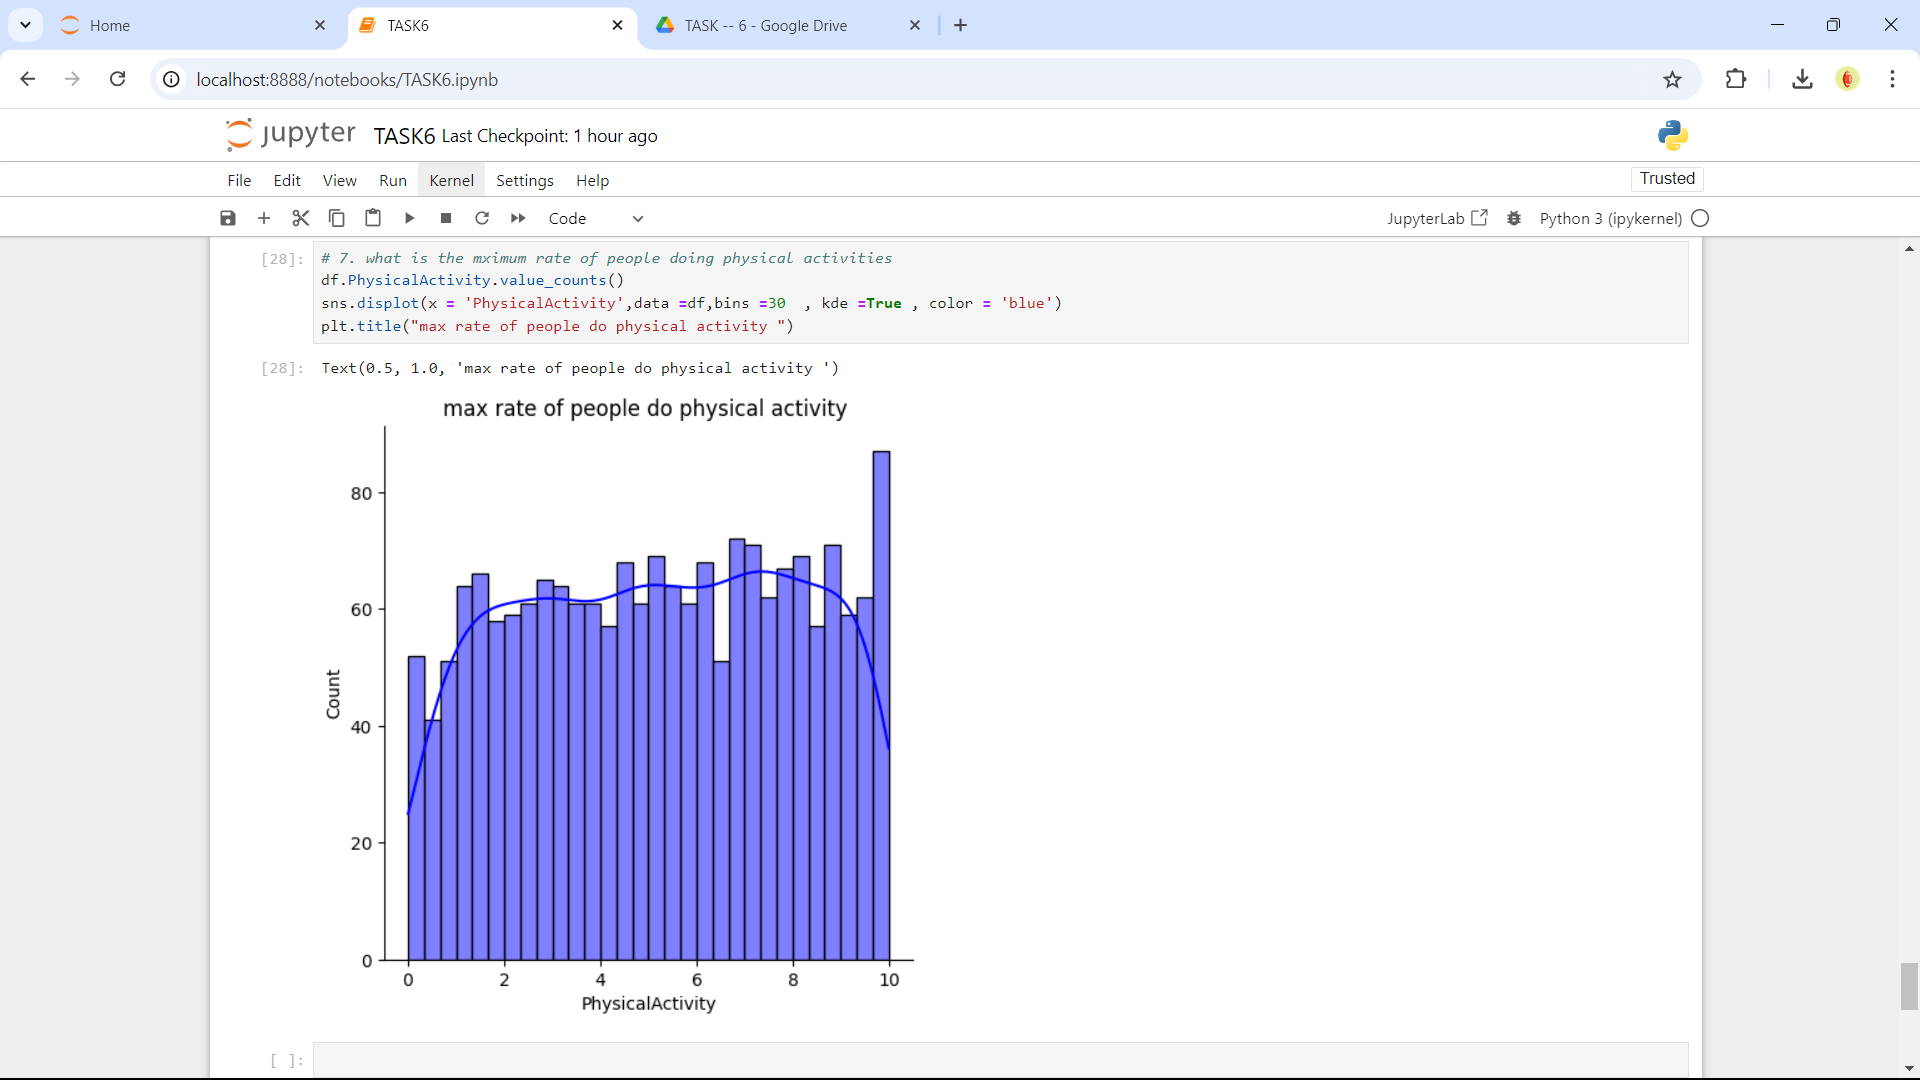 Home
TASK6
TASK -- 6 - Google Drive
localhost:8888/notebooks/TASK6.ipynb
jupyter TASK6 Last Checkpoint: 1 hour ago
File Edit View Run Kernel Settings Help
Trusted
Code
JupyterLab
Python 3 (ipykernel)
[28]: # 7. what is the mximum rate of people doing physical activities
df.PhysicalActivity.value_counts()
sns.displot(x = 'PhysicalActivity',data =df,bins =30  , kde =True , color = 'blue')
plt.title("max rate of people do physical activity ")
[28]: Text(0.5, 1.0, 'max rate of people do physical activity ')
max rate of people do physical activity
80
60
40
20
0
Count
0 2 4 6 8 10
PhysicalActivity
[ ]: